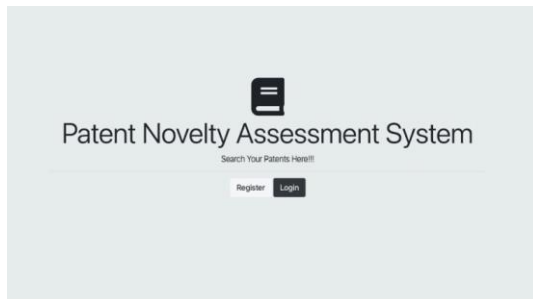 Patent Novelty Assessment System
Search Your Patents Here!!!
Register Login